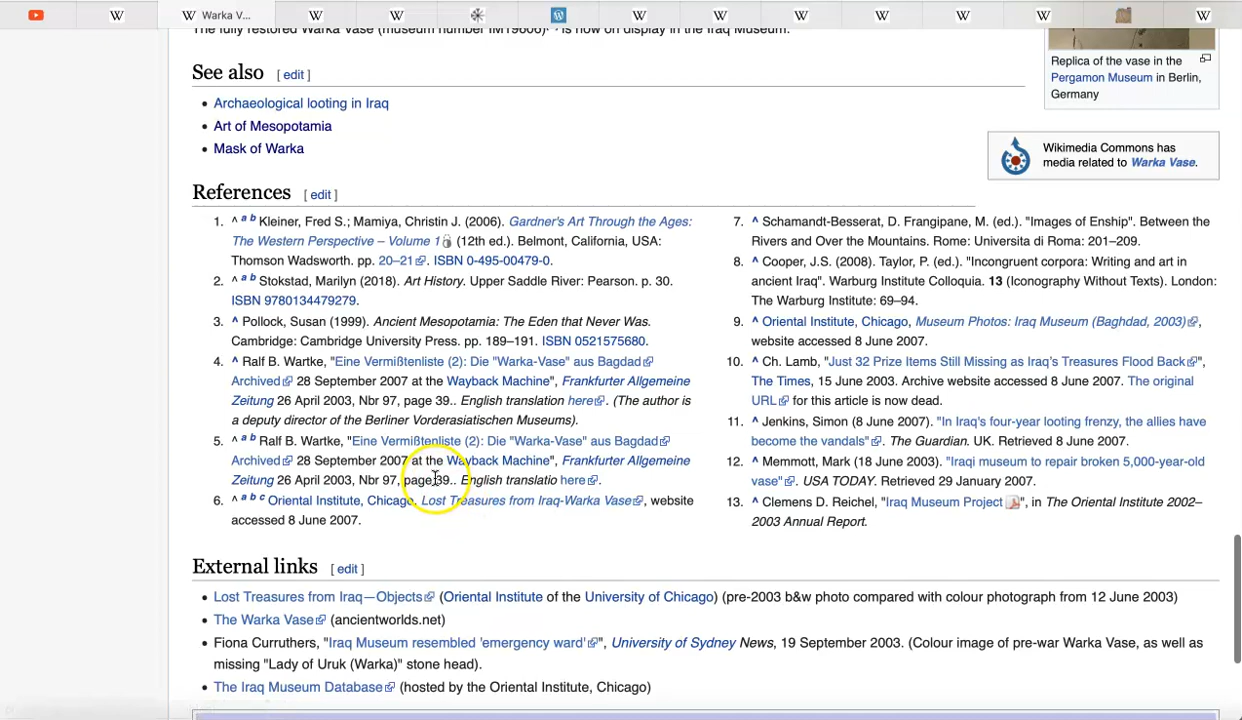 Warka V...
The fully restored Warka Vase (museum number IM19606) is now on display in the Iraq Museum.
Replica of the vase in the
Pergamon Museum in Berlin,
Germany
See also [ edit ]
• Archaeological looting in Iraq
• Art of Mesopotamia
• Mask of Warka
Wikimedia Commons has
media related to Warka Vase.
References [ edit ]
1. ^ a b Kleiner, Fred S.; Mamiya, Christin J. (2006). Gardner's Art Through the Ages:
The Western Perspective – Volume 1 (12th ed.). Belmont, California, USA:
Thomson Wadsworth. pp. 20–21. ISBN 0-495-00479-0.
2. ^ a b Stokstad, Marilyn (2018). Art History. Upper Saddle River: Pearson. p. 30.
ISBN 9780134479279.
3. ^ Pollock, Susan (1999). Ancient Mesopotamia: The Eden that Never Was.
Cambridge: Cambridge University Press. pp. 189–191. ISBN 0521575680.
4. ^ Ralf B. Wartke, "Eine Vermißtenliste (2): Die "Warka-Vase" aus Bagdad
Archived 28 September 2007 at the Wayback Machine", Frankfurter Allgemeine
Zeitung 26 April 2003, Nbr 97, page 39.. English translation here. (The author is
a deputy director of the Berliner Vorderasiatischen Museums).
5. ^ a b Ralf B. Wartke, "Eine Vermißtenliste (2): Die "Warka-Vase" aus Bagdad
Archived 28 September 2007 at the Wayback Machine", Frankfurter Allgemeine
Zeitung 26 April 2003, Nbr 97, page 39.. English translatio here.
6. ^ a b c Oriental Institute, Chicago, Lost Treasures from Iraq-Warka Vase, website
accessed 8 June 2007.
7. ^ Schamandt-Besserat, D. Frangipane, M. (ed.). "Images of Enship". Between the
Rivers and Over the Mountains. Rome: Universita di Roma: 201–209.
8. ^ Cooper, J.S. (2008). Taylor, P. (ed.). "Incongruent corpora: Writing and art in
ancient Iraq". Warburg Institute Colloquia. 13 (Iconography Without Texts). London:
The Warburg Institute: 69–94.
9. ^ Oriental Institute, Chicago, Museum Photos: Iraq Museum (Baghdad, 2003),
website accessed 8 June 2007.
10. ^ Ch. Lamb, "Just 32 Prize Items Still Missing as Iraq's Treasures Flood Back",
The Times, 15 June 2003. Archive website accessed 8 June 2007. The original
URL for this article is now dead.
11. ^ Jenkins, Simon (8 June 2007). "In Iraq's four-year looting frenzy, the allies have
become the vandals". The Guardian. UK. Retrieved 8 June 2007.
12. ^ Memmott, Mark (18 June 2003). "Iraqi museum to repair broken 5,000-year-old
vase". USA TODAY. Retrieved 29 January 2007.
13. ^ Clemens D. Reichel, "Iraq Museum Project", in The Oriental Institute 2002–
2003 Annual Report.
External links [ edit ]
• Lost Treasures from Iraq—Objects (Oriental Institute of the University of Chicago) (pre-2003 b&w photo compared with colour photograph from 12 June 2003)
• The Warka Vase (ancientworlds.net)
• Fiona Curruthers, "Iraq Museum resembled 'emergency ward'", University of Sydney News, 19 September 2003. (Colour image of pre-war Warka Vase, as well as
missing "Lady of Uruk (Warka)" stone head).
• The Iraq Museum Database (hosted by the Oriental Institute, Chicago)